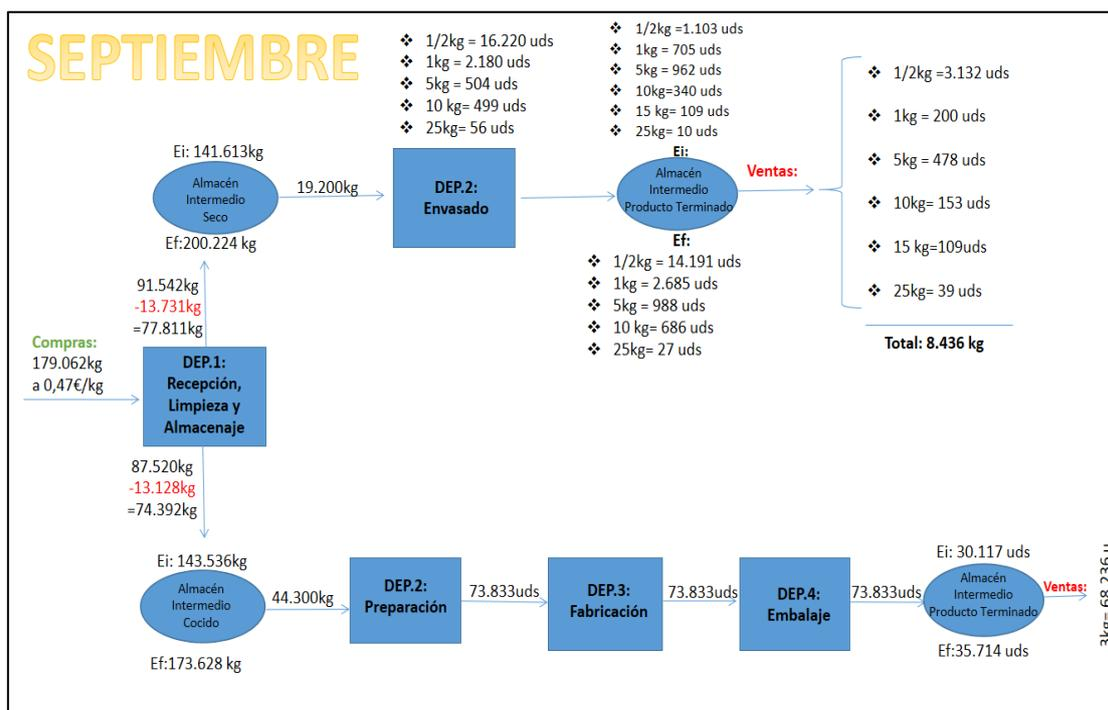 SEPTIEMBRE
❖ 1/2kg = 16.220 uds
❖ 1kg = 2.180 uds
❖ 5kg = 504 uds
❖ 10 kg= 499 uds
❖ 25kg= 56 uds
❖ 1/2kg =1.103 uds
❖ 1kg = 705 uds
❖ 5kg = 962 uds
❖ 10kg=340 uds
❖ 15 kg= 109 uds
❖ 25kg= 10 uds
❖ 1/2kg =3.132 uds
❖ 1kg = 200 uds
❖ 5kg = 478 uds
❖ 10kg= 153 uds
❖ 15 kg=109uds
❖ 25kg= 39 uds
Total: 8.436 kg
Ei: 141.613kg
Almacén
Intermedio
Seco
Ef:200.224 kg
19.200kg
DEP.2:
Envasado
Ei:
Almacén
Intermedio
Producto Terminado
Ventas:
Ef:
❖ 1/2kg = 14.191 uds
❖ 1kg = 2.685 uds
❖ 5kg = 988 uds
❖ 10 kg= 686 uds
❖ 25kg= 27 uds
91.542kg
-13.731kg
=77.811kg
Compras:
179.062kg
a 0,47€/kg
DEP.1:
Recepción,
Limpieza y
Almacenaje
87.520kg
-13.128kg
=74.392kg
Ei: 143.536kg
Almacén
Intermedio
Cocido
Ef:173.628 kg
44.300kg
DEP.2:
Preparación
73.833uds
DEP.3:
Fabricación
73.833uds
DEP.4:
Embalaje
73.833uds
Ei: 30.117 uds
Almacén
Intermedio
Producto Terminado
Ef:35.714 uds
Ventas:
3kg= 68.236